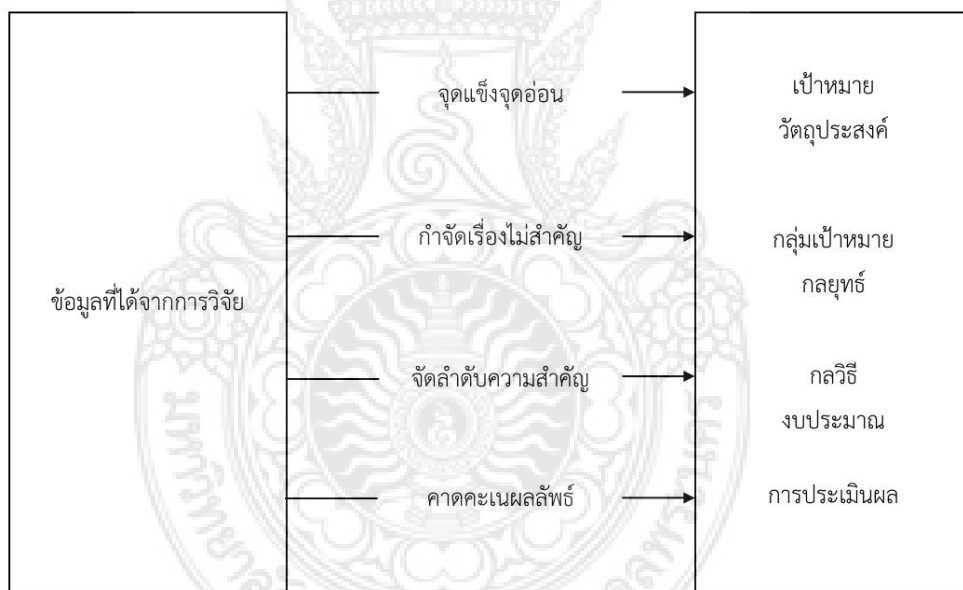 จุดแข็งจุดอ่อน
เป้าหมาย
วัตถุประสงค์
กำจัดเรื่องไม่สำคัญ
กลุ่มเป้าหมาย
กลยุทธ์
ข้อมูลที่ได้จากการวิจัย
จัดลำดับความสำคัญ
กลวิธี
งบประมาณ
คาดคะเนผลลัพธ์
การประเมินผล